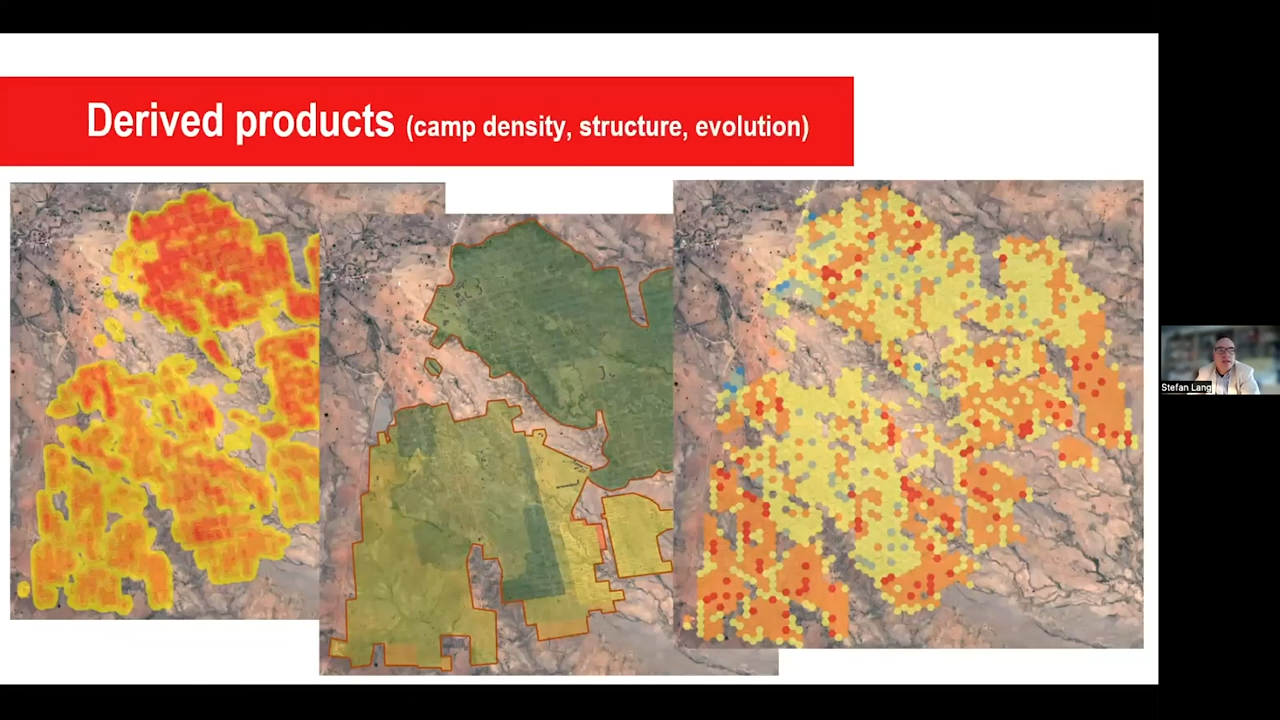 Derived products (camp density, structure, evolution)
Stefan Lang